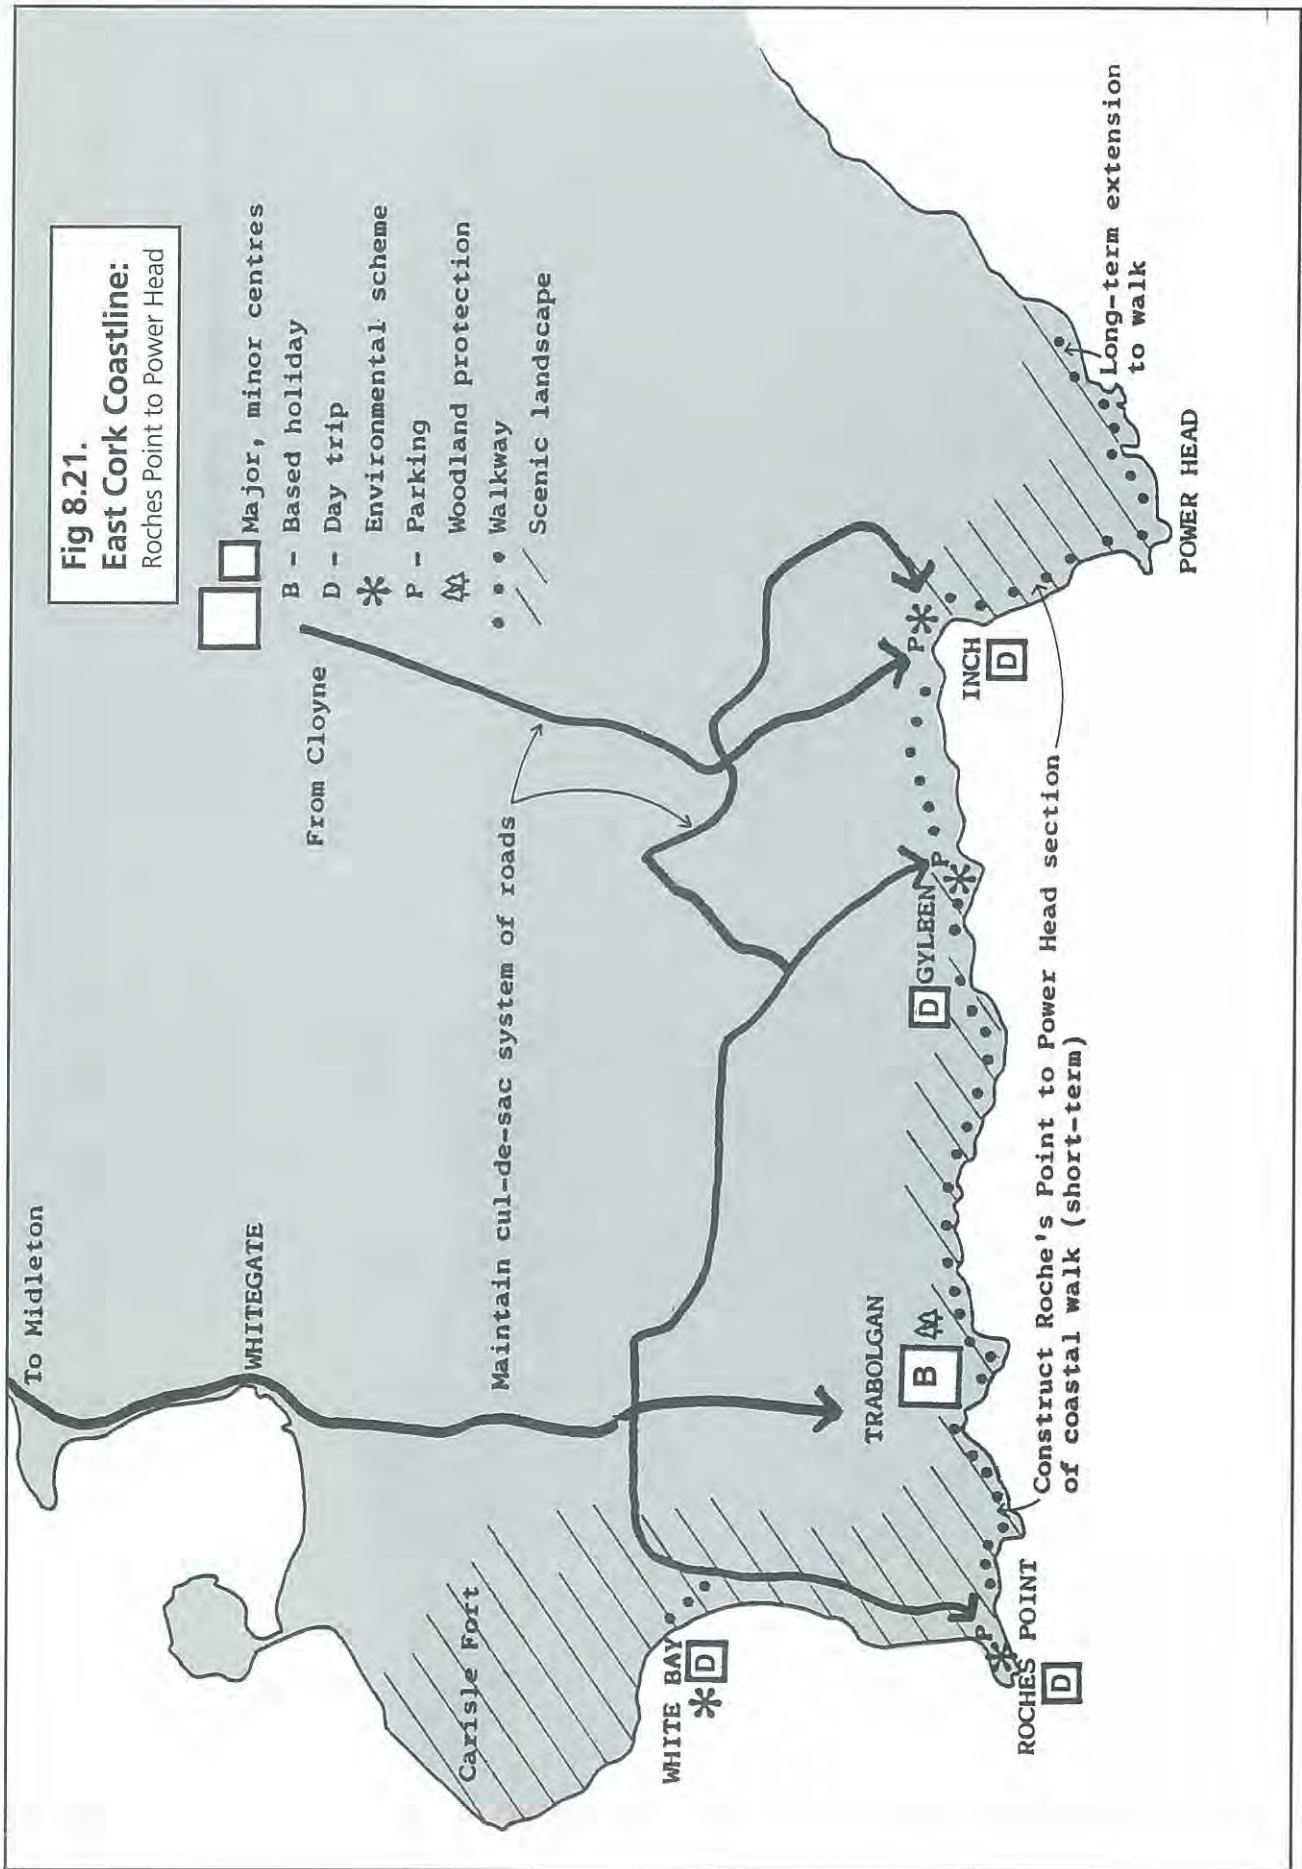 Fig 8.21.
East Cork Coastline:
Roches Point to Power Head
Major, minor centres
B - Based holiday
D - Day trip
Environmental scheme
P - Parking
Woodland protection
Walkway
Scenic landscape
To Midleton
WHITEGATE
From Cloyne
Maintain cul-de-sac system of roads
Carisle Fort
WHITE BAY
D
TRABOLGAN
B
D
GYLEEN
P
P
INCH
D
P
ROCHES POINT
D
POWER HEAD
Long-term extension
to walk
Construct Roche's Point to Power Head section
of coastal walk (short-term)